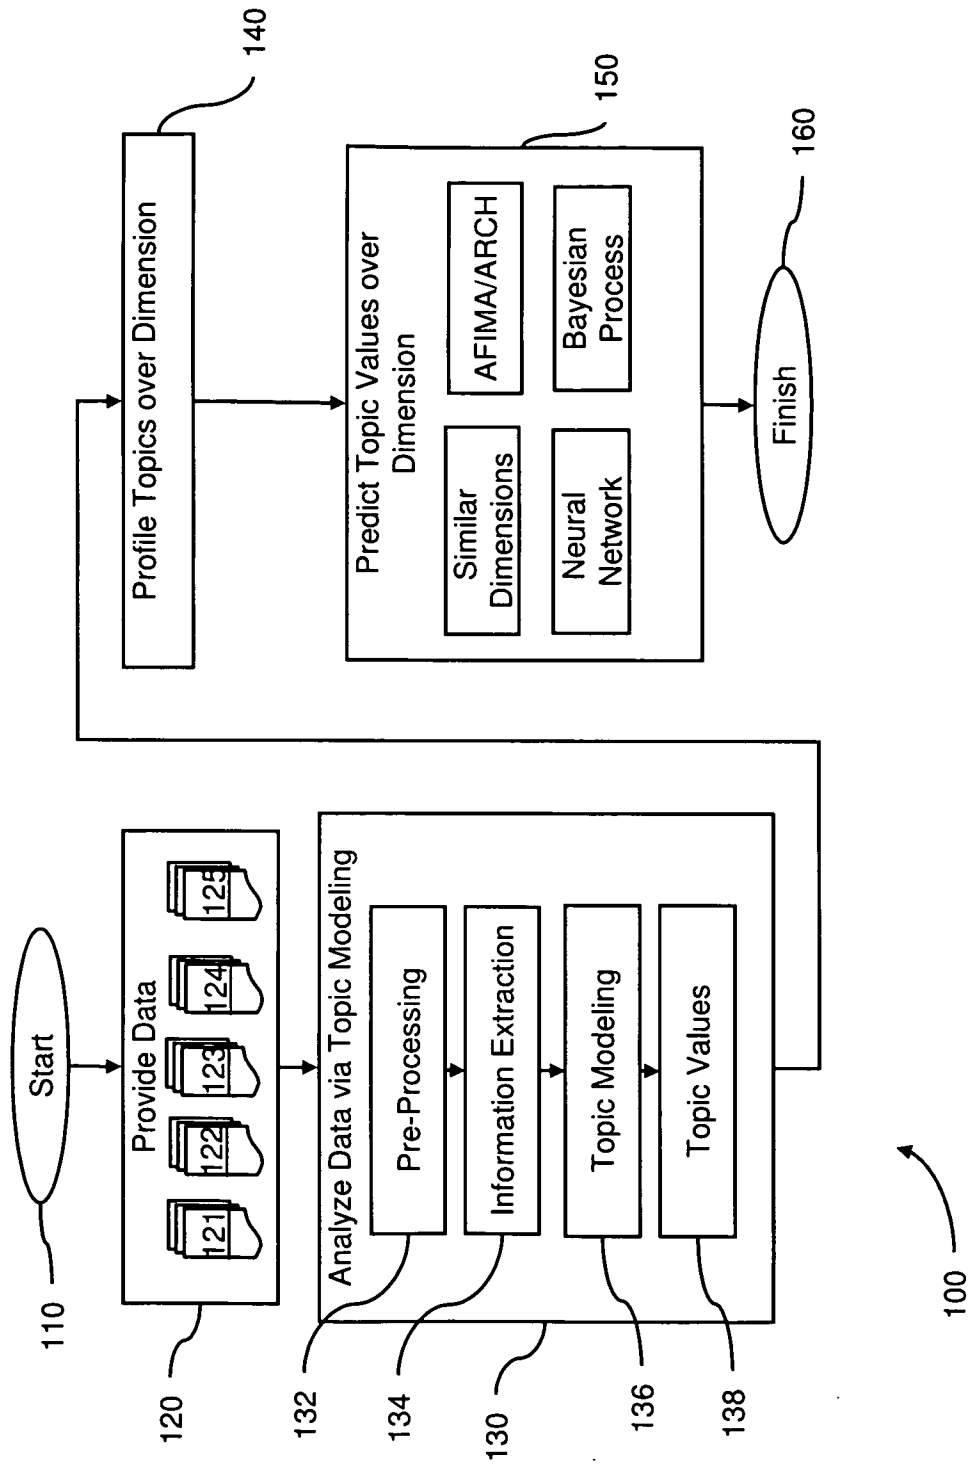 Start
110
Provide Data
121
122
123
124
125
120
Analyze Data via Topic Modeling
Pre-Processing
132
Information Extraction
134
130
Topic Modeling
136
Topic Values
138
Profile Topics over Dimension
140
Predict Topic Values over
Dimension
150
Similar
Dimensions
AFIMA/ARCH
Neural
Network
Bayesian
Process
Finish
160
100